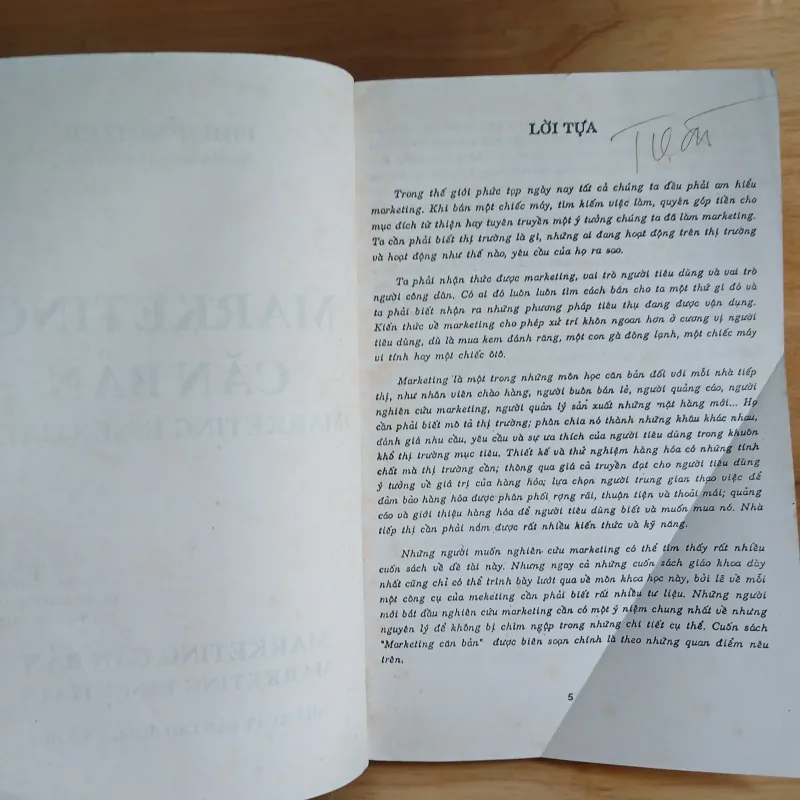 LỜI TỰA
Trong thế giới phức tạp ngày nay tất cả chúng ta đều phải am hiểu
marketing. Khi bán một chiếc máy, tìm kiếm việc làm, quyên góp tiền cho
mục đích từ thiện hay tuyên truyền một ý tưởng chúng ta đã làm marketing.
Ta cần phải biết thị trường là gì, những ai đang hoạt động trên thị trường
và hoạt động như thế nào, yêu cầu của họ ra sao.
Ta phải nhận thức được marketing, vai trò người tiêu dùng và vai trò
người công dân. Có ai đó luôn luôn tìm cách bán cho ta một thứ gì đó và
ta phải biết nhận ra những phương pháp tiêu thụ đang được vận dụng.
Kiến thức về marketing cho phép xử trí khôn ngoan hơn ở cương vị người
tiêu dùng, dù là mua kem đánh răng, một con gà đông lạnh, một chiếc máy
vi tính hay một chiếc ôtô.
Marketing là một trong những môn học căn bản đối với mỗi nhà tiếp
thị, như nhân viên chào hàng, người buôn bán lẻ, người quảng cáo, người
nghiên cứu marketing, người quản lý sản xuất những mặt hàng mới... Họ
cần phải biết mô tả thị trường; phân chia nó thành những khâu khác nhau,
đánh giá nhu cầu, yêu cầu và sự ưa thích của người tiêu dùng trong khuôn
khổ thị trường mục tiêu. Thiết kế và thử nghiệm hàng hóa có những tính
chất mà thị trường cần; thông qua giá cả truyền đạt cho người tiêu dùng
ý tưởng về giá trị của hàng hóa; lựa chọn người trung gian thạo việc để
đảm bảo hàng hóa được phân phối rộng rãi, thuận tiện và thoải mái; quảng
cáo và giới thiệu hàng hóa để người tiêu dùng biết và muốn mua nó. Nhà
tiếp thị cần phải nắm được rất nhiều kiến thức và kỹ năng.
Những người muốn nghiên cứu marketing có thể tìm thấy rất nhiều
cuốn sách về đề tài này. Nhưng ngay cả những cuốn sách giáo khoa dày
nhất cũng chỉ có thể trình bày lướt qua về môn khoa học này, bởi lẽ về mỗi
một công cụ của meketing cần phải biết rất nhiều tư liệu. Những người
mới bắt đầu nghiên cứu marketing cần có một ý niệm chung nhất về nhưng
nguyên lý để không bị chìm ngập trong những chi tiết cụ thể. Cuốn sách
"Marketing căn bản" được biên soạn chính là theo những quan điểm nêu
trên.
5